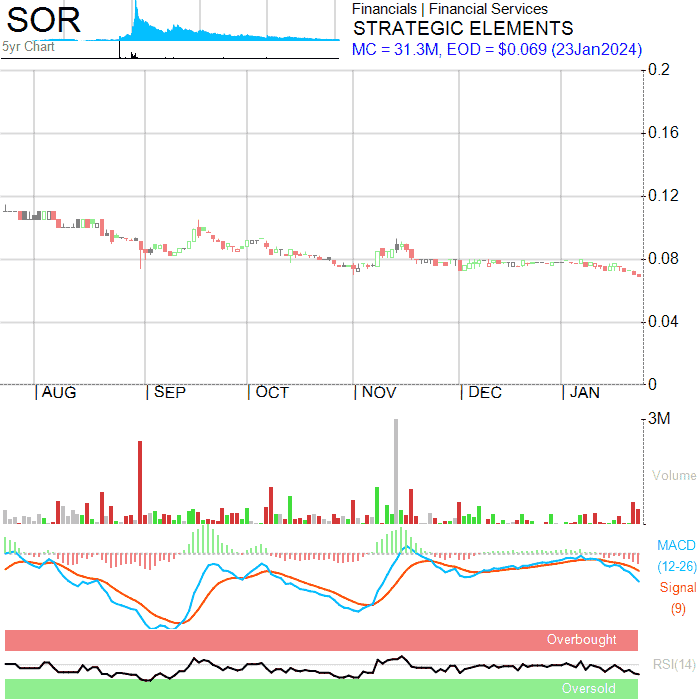 SOR
5yr Chart
Financials | Financial Services
STRATEGIC ELEMENTS
MC = 31.3M, EOD = $0.069 (23Jan2024)
0.2
0.16
0.12
0.08
0.04
0
|AUG |SEP |OCT |NOV |DEC |JAN
3M
Volume
MACD
(12-26)
Signal
(9)
Overbought
RSI(14)
Oversold